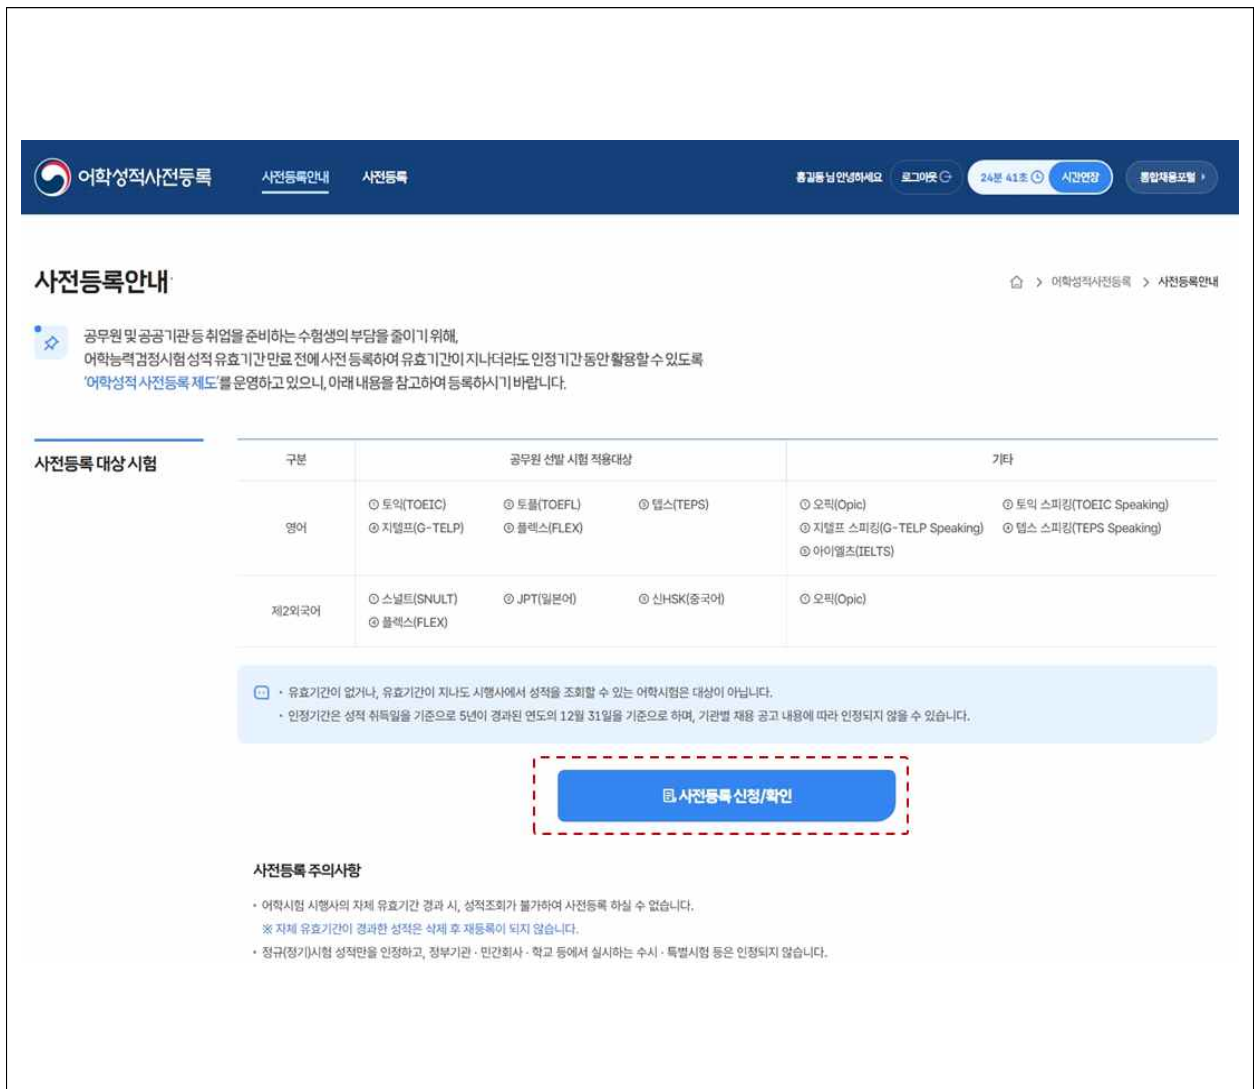 어학성적사전등록
사전등록안내
사전등록
홍길동 님 안녕하세요
로그아웃
24분 41초
시간연장
통합채용포털
사전등록안내
어학성적사전등록 > 사전등록안내
공무원 및 공공기관 등 취업을 준비하는 수험생의 부담을 줄이기 위해,
어학능력검정시험 성적 유효기간 만료 전에 사전 등록하여 유효기간이 지나더라도 인정기간 동안 활용할 수 있도록
'어학성적 사전등록 제도'를 운영하고 있으니, 아래 내용을 참고하여 등록하시기 바랍니다.
사전등록 대상 시험
구분 공무원 선발 시험 적용대상 기타
영어
① 토익(TOEIC) ② 토플(TOEFL) ③ 텝스(TEPS)
④ 지텔프(G-TELP) ⑤ 플렉스(FLEX)
① 오픽(Opic) ② 토익 스피킹(TOEIC Speaking)
③ 지텔프 스피킹(G-TELP Speaking) ④ 텝스 스피킹(TEPS Speaking)
⑤ 아이엘츠(IELTS)
제2외국어
① 스널트(SNULT) ② JPT(일본어) ③ 신HSK(중국어)
④ 플렉스(FLEX)
① 오픽(Opic)
• 유효기간이 없거나, 유효기간이 지나도 시행사에서 성적을 조회할 수 있는 어학시험은 대상이 아닙니다.
• 인정기간은 성적 취득일을 기준으로 5년이 경과된 연도의 12월 31일을 기준으로 하며, 기관별 채용 공고 내용에 따라 인정되지 않을 수 있습니다.
사전등록 신청/확인
사전등록 주의사항
• 어학시험 시행사의 자체 유효기간 경과 시, 성적조회가 불가하여 사전등록 하실 수 없습니다.
※ 자체 유효기간이 경과한 성적은 삭제 후 재등록이 되지 않습니다.
• 정규(정기)시험 성적만을 인정하고, 정부기관 · 민간회사 · 학교 등에서 실시하는 수시 · 특별시험 등은 인정되지 않습니다.